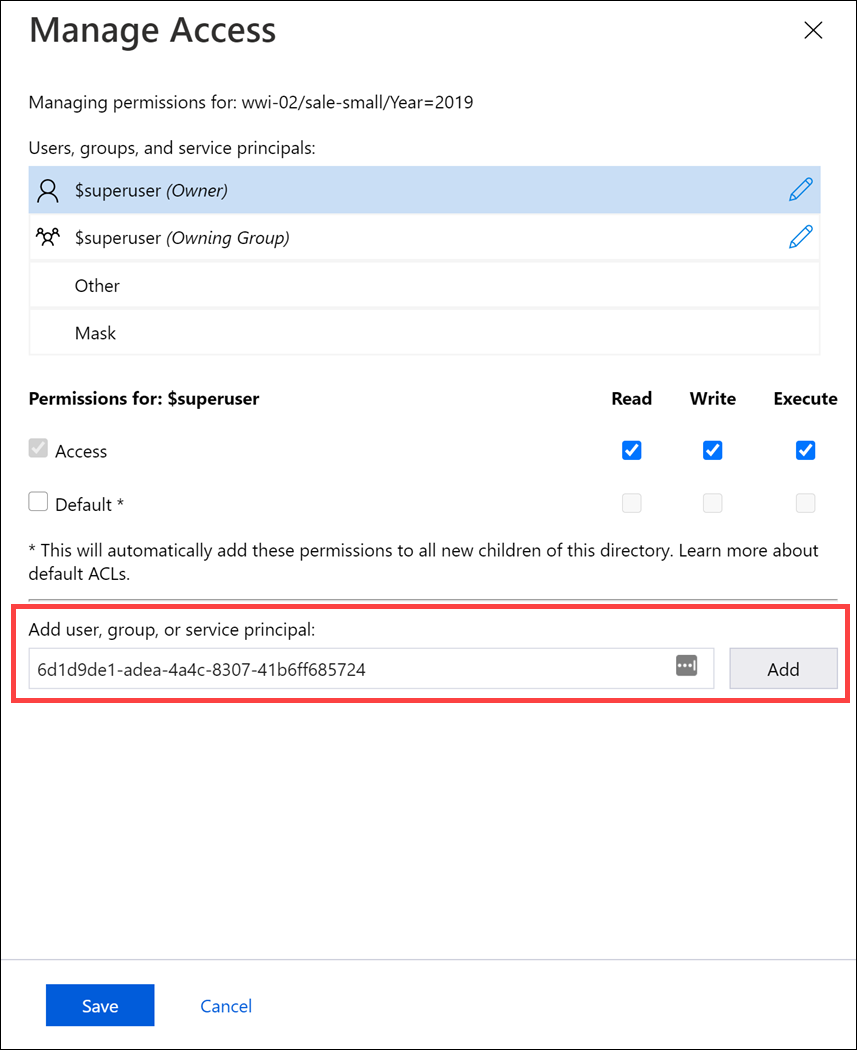 Manage Access
Managing permissions for: wwi-02/sale-small/Year=2019
Users, groups, and service principals:
$superuser (Owner)
$superuser (Owning Group)
Other
Mask
Permissions for: $superuser Read Write Execute
Access
Default *
* This will automatically add these permissions to all new children of this directory. Learn more about
default ACLs.
Add user, group, or service principal:
6d1d9de1-adea-4a4c-8307-41b6ff685724 Add
Save Cancel